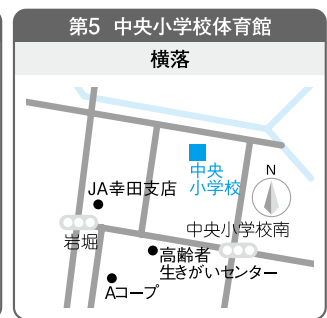 第5 中央小学校体育館
横落
中央
小学校
N
JA幸田支店
中央小学校南
岩堀
高齢者
生きがいセンター
Aコープ